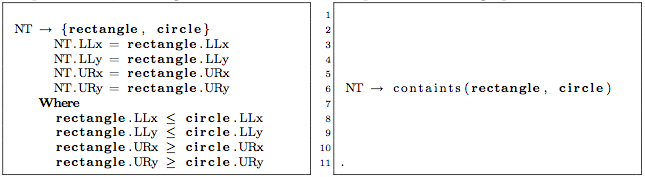 NT → {rectangle, circle}
NT.LLx = rectangle.LLx
NT.LLy = rectangle.LLy
NT.URx = rectangle.URx
NT.URy = rectangle.URy
Where
rectangle.LLx ≤ circle.LLx
rectangle.LLy ≤ circle.LLy
rectangle.URx ≥ circle.URx
rectangle.URy ≥ circle.URy
1
2
3
4
5
6 NT → containts(rectangle, circle)
7
8
9
10
11 .